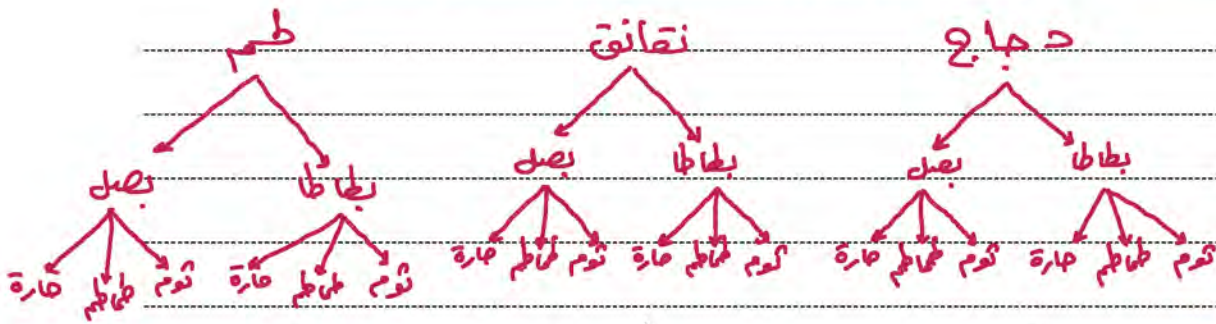 دجاج نقانق لحم
بطاطا بصل بطاطا بصل بطاطا بصل
ثوم طماطم حارة ثوم طماطم حارة ثوم طماطم حارة ثوم طماطم حارة ثوم طماطم حارة ثوم طماطم حارة